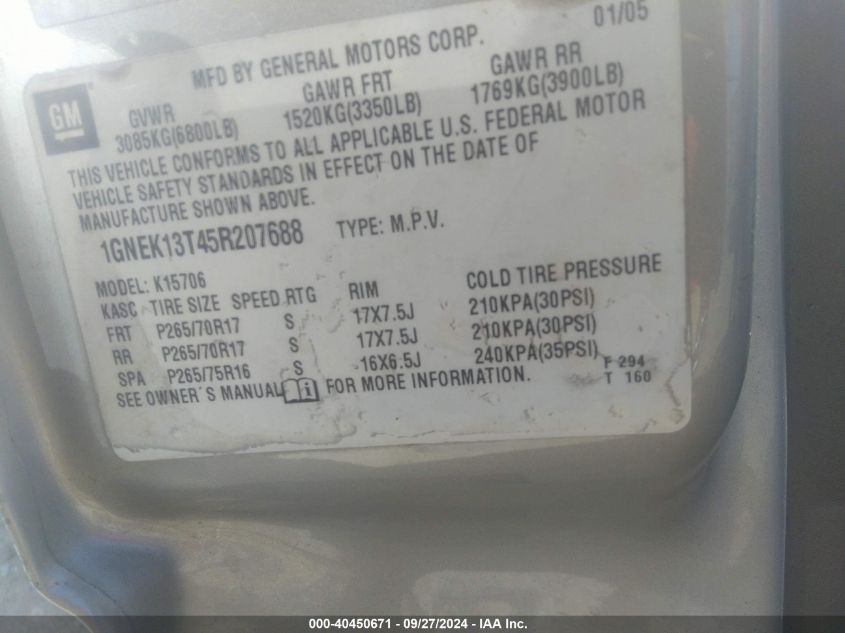 01/05
MFD BY GENERAL MOTORS CORP.
GM
GVWR GAWR FRT GAWR RR
3085KG(6800LB) 1520KG(3350LB) 1769KG(3900LB)
THIS VEHICLE CONFORMS TO ALL APPLICABLE U.S. FEDERAL MOTOR
VEHICLE SAFETY STANDARDS IN EFFECT ON THE DATE OF
MANUFACTURE SHOWN ABOVE.
1GNEK13T45R207688 TYPE: M.P.V.
MODEL: K15706
KASC TIRE SIZE SPEED RTG RIM COLD TIRE PRESSURE
FRT P265/70R17 S 17X7.5J 210KPA(30PSI)
RR P265/70R17 S 17X7.5J 210KPA(30PSI)
SPA P265/75R16 S 16X6.5J 240KPA(35PSI)
SEE OWNER'S MANUAL i FOR MORE INFORMATION.
F 294
T 160
000-40450671 - 09/27/2024 - IAA Inc.